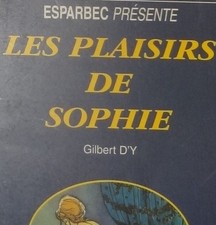 ESPARBEC PRÉSENTE
LES PLAISIRS
DE
SOPHIE
Gilbert D'Y